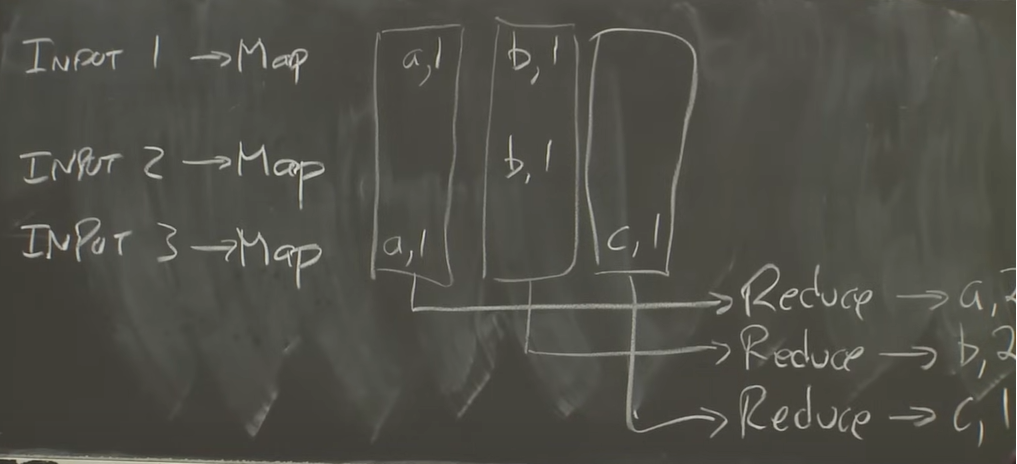 INPUT 1 → Map a,1 b,1
INPUT 2 → Map b,1
INPUT 3 → Map a,1 c,1
Reduce → a,2
Reduce → b,2
Reduce → c,1